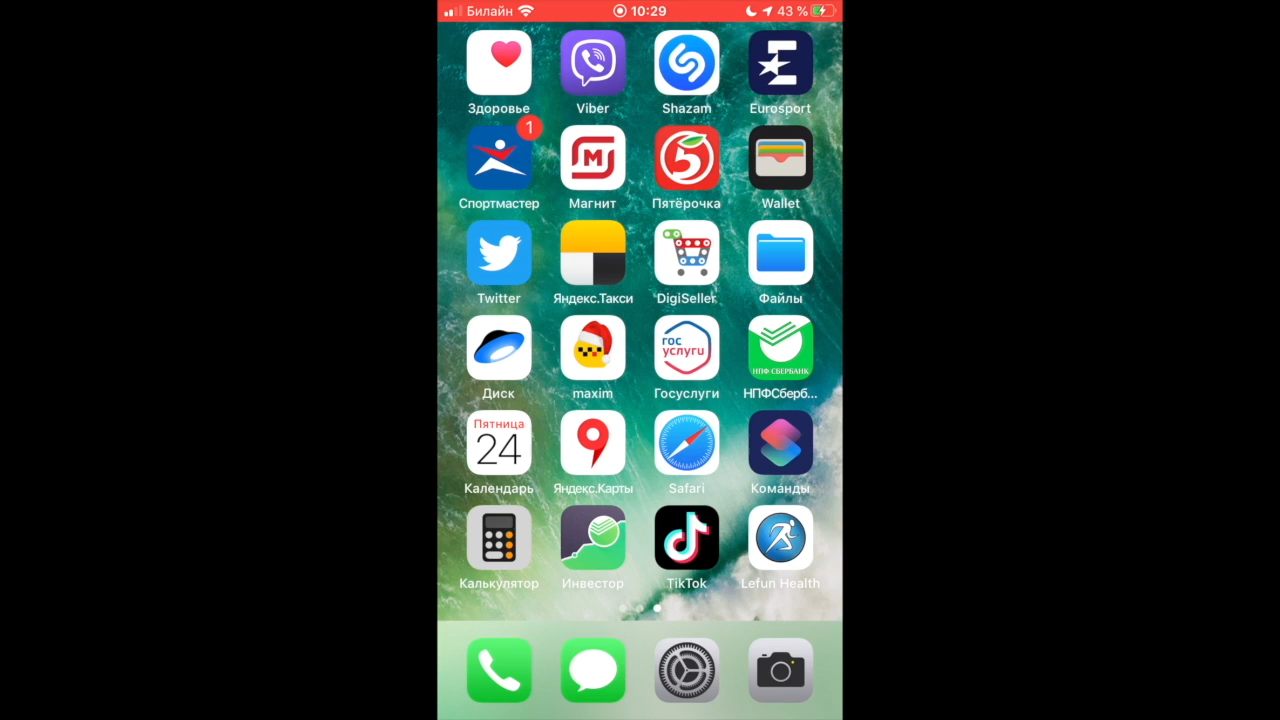 Билайн 10:29 43 %
Здоровье Viber Shazam Eurosport
1
M 5
Спортмастер Магнит Пятёрочка Wallet
Twitter Яндекс.Такси DigiSeller Файлы
гос
услуги
НПФ СБЕРБАНК
Диск maxim Госуслуги НПФСберб...
Пятница
24
Календарь Яндекс.Карты Safari Команды
Калькулятор Инвестор TikTok Lefun Health